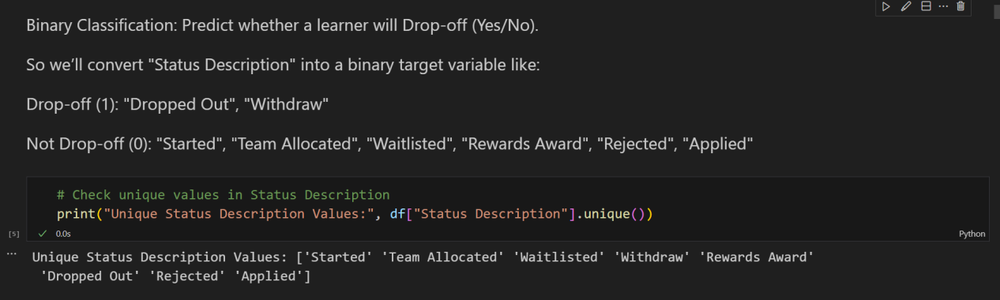 Binary Classification: Predict whether a learner will Drop-off (Yes/No).
So we’ll convert "Status Description" into a binary target variable like:
Drop-off (1): "Dropped Out", "Withdraw"
Not Drop-off (0): "Started", "Team Allocated", "Waitlisted", "Rewards Award", "Rejected", "Applied"
# Check unique values in Status Description
print("Unique Status Description Values:", df["Status Description"].unique())
[5] 0.0s Python
Unique Status Description Values: ['Started' 'Team Allocated' 'Waitlisted' 'Withdraw' 'Rewards Award'
'Dropped Out' 'Rejected' 'Applied']